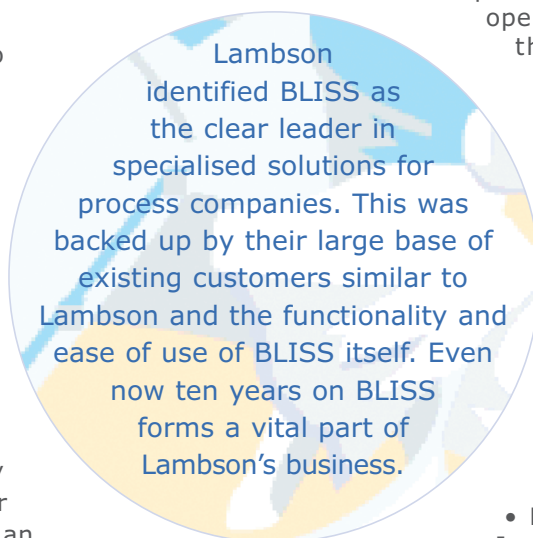 ope
Lambson
identified BLISS as
the clear leader in
specialised solutions for
process companies. This was
backed up by their large base of
existing customers similar to
Lambson and the functionality and
ease of use of BLISS itself. Even
now ten years on BLISS
forms a vital part of
Lambson's business.
an